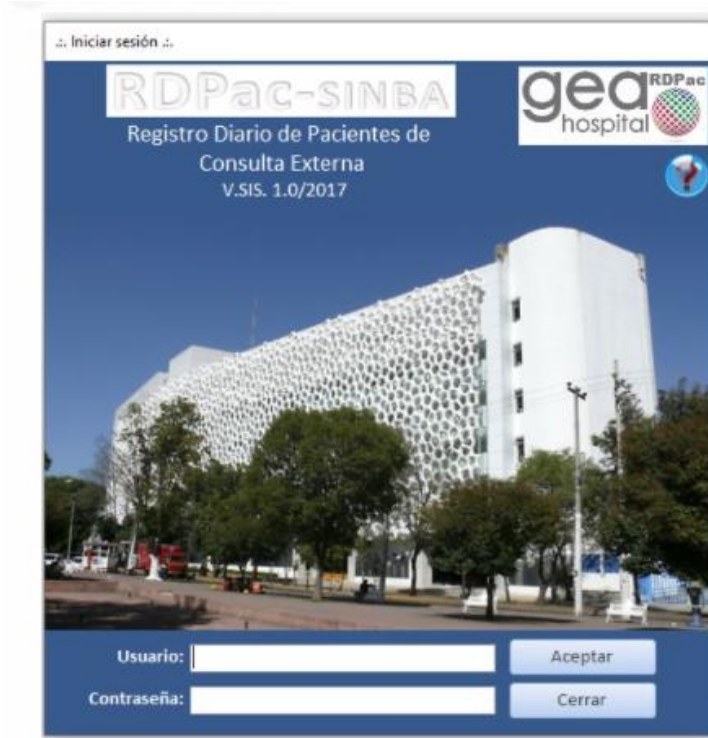 .:. Iniciar sesión .:.
RDPac-SINBA
gea
RDPac
hospital
Registro Diario de Pacientes de
Consulta Externa
V.SIS. 1.0/2017
?
Usuario:
Aceptar
Contraseña:
Cerrar